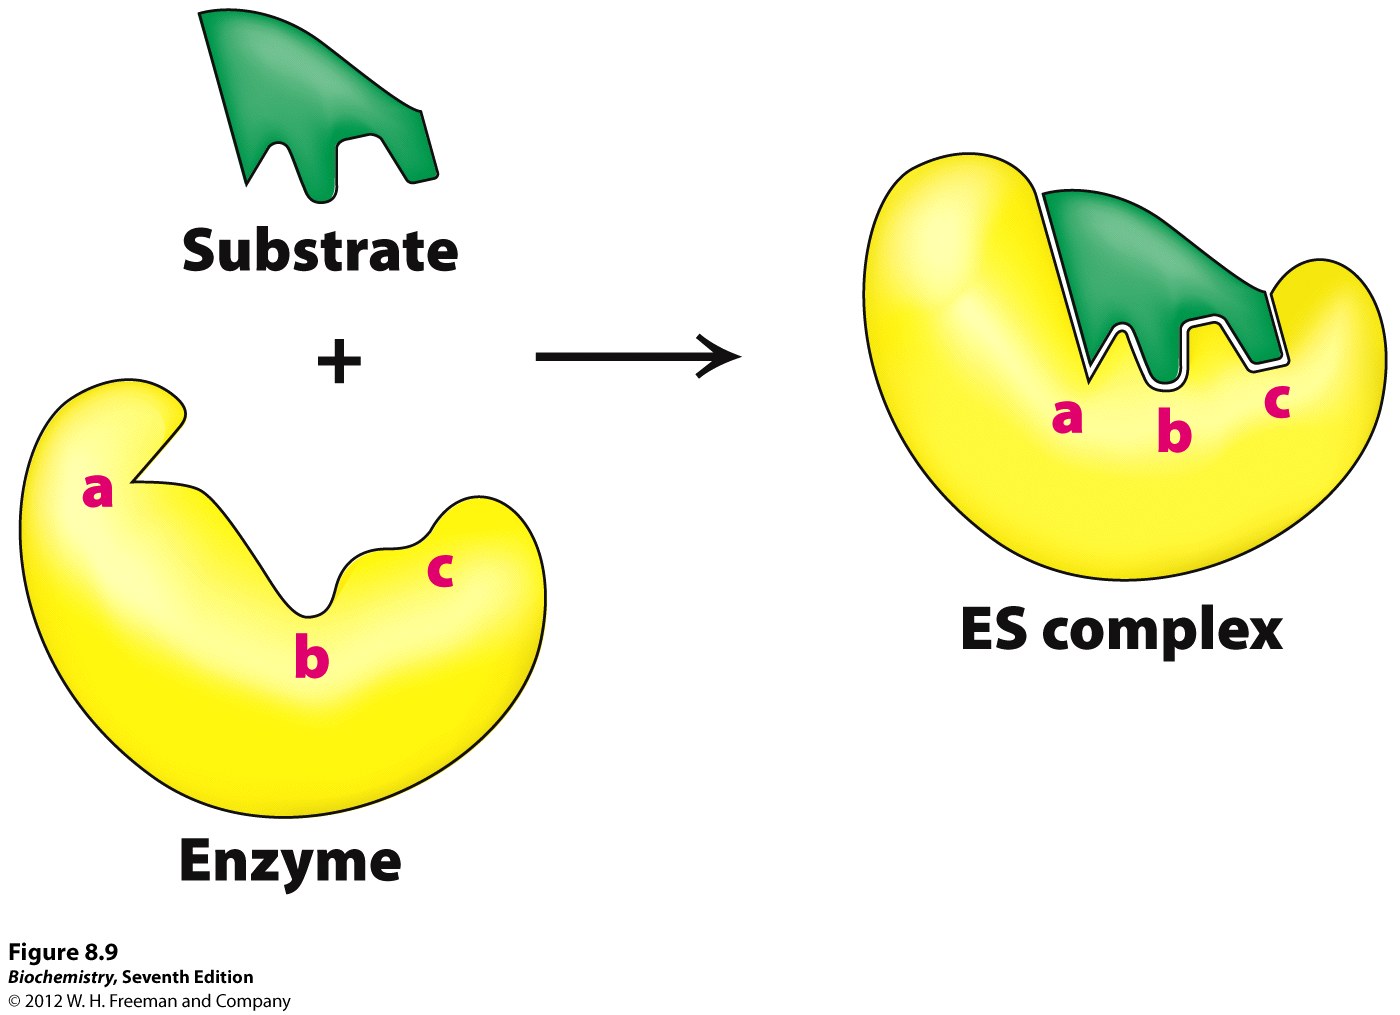 Substrate
+
a
b
c
Enzyme
a
b
c
ES complex
Figure 8.9
Biochemistry, Seventh Edition
© 2012 W. H. Freeman and Company